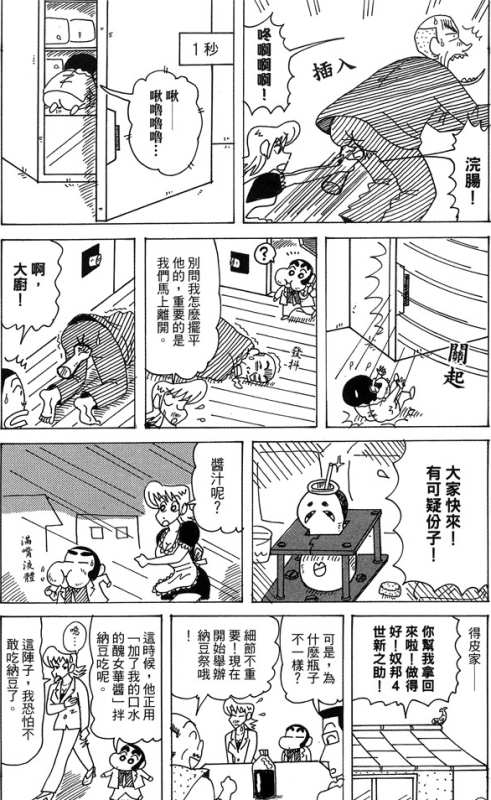 浣腸!
插入
咚啊啊啊!
1秒
啾——
啾嚕嚕嚕…
關起
?
發抖
別問我怎麼擺平
他的,重要的是
我們馬上離開。
啊,
大廚!
大家快來!
有可疑份子!
醬汁呢?
滿嘴液體
得皮家——
你幫我拿回
來啦!做得
好!奴邦4
世新之助!
可是,為
什麼瓶子
不一樣?
細節不重
要!現在
開始舉辦
納豆祭哦
!
這時候,他正用
「加了我的口水
的醜女華醬」拌
納豆吃呢。
唔…
這陣子,我恐怕不
敢吃納豆了。